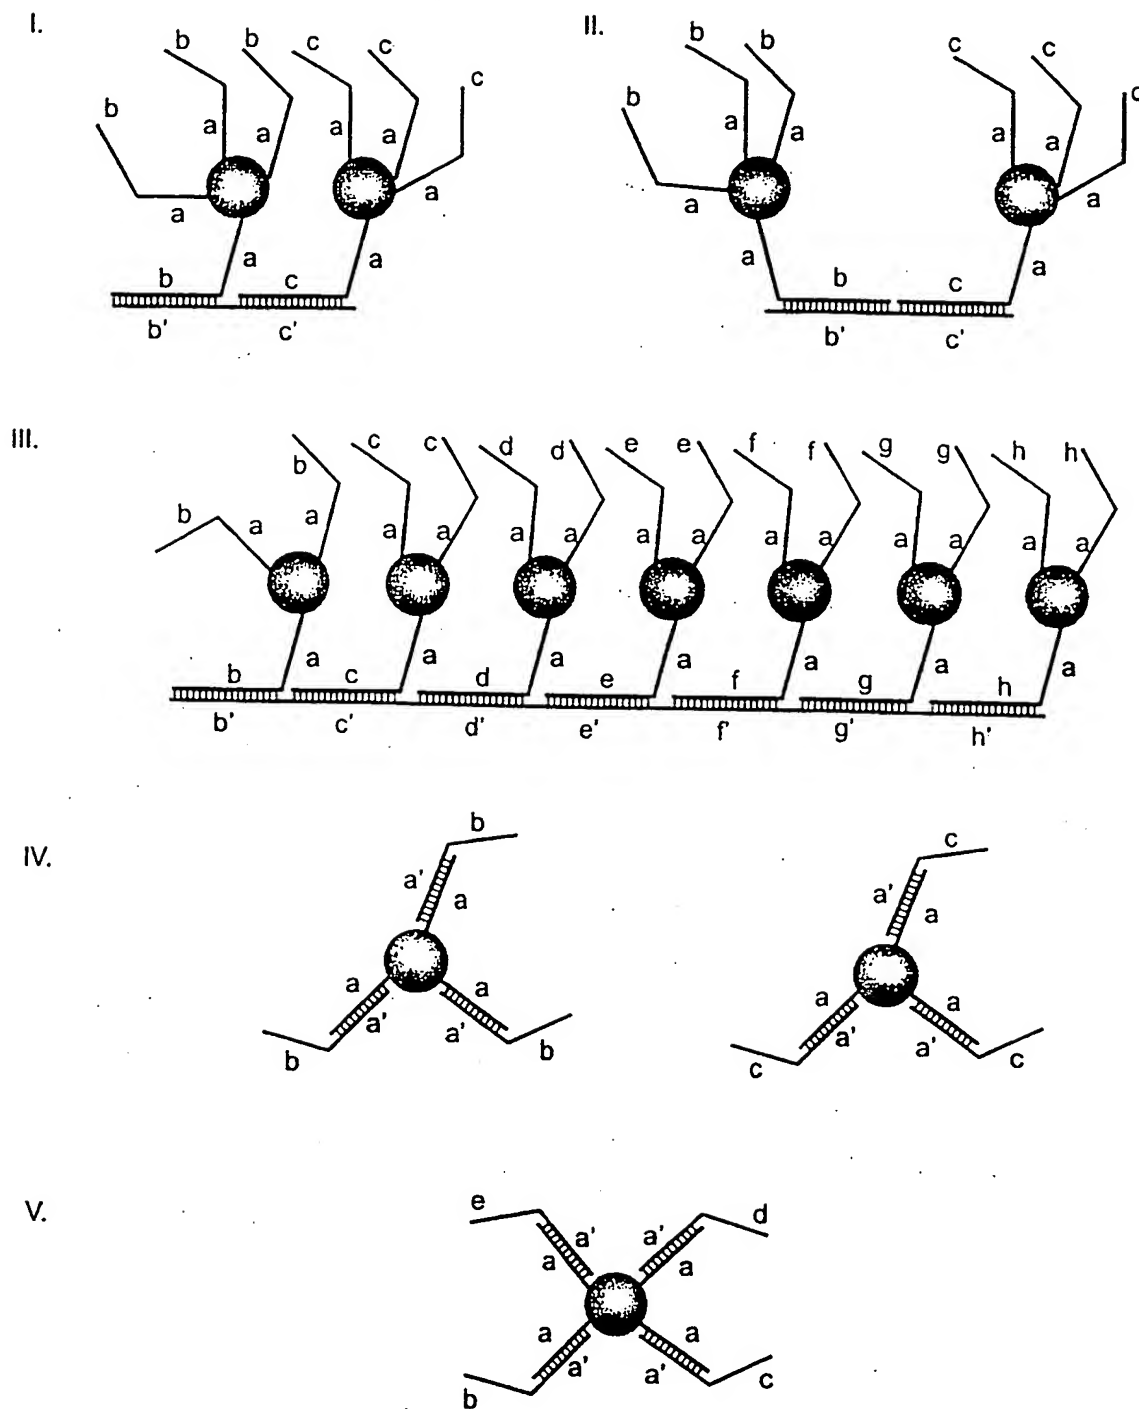 I. II.
b b c c b b c c
b c b c
a a a a a a a a
a a a a
a a a a
b c b c
b' c' b' c'
III.
b c c d d e e f f g g h h
b a a a a a a a a a a a a a a
a a a a a a a
b c d e f g h
b' c' d' e' f' g' h'
IV.
b c
a' a a' a
a a a a
a' a' a' a'
b b c c
V.
e d
a' a'
a a
a a
a' a'
b c